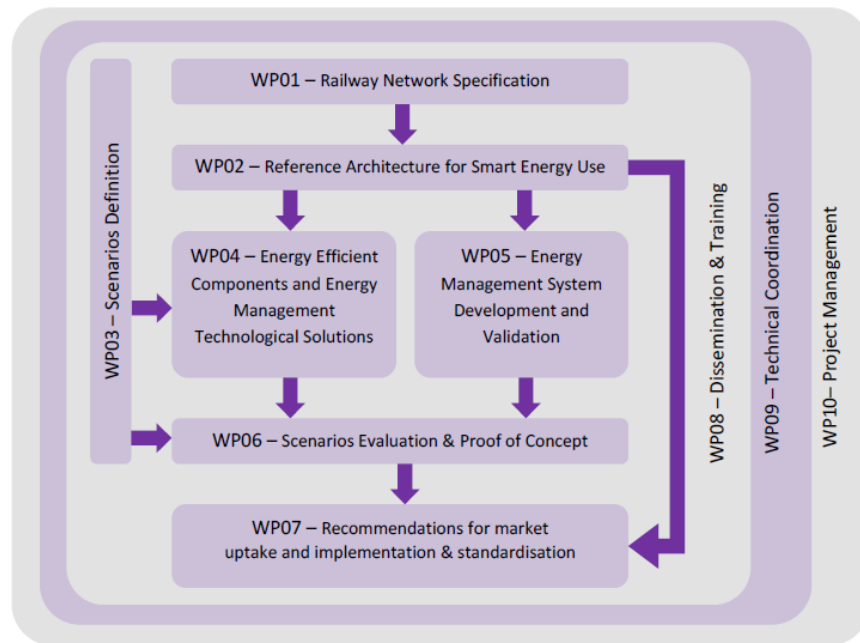 WP01 – Railway Network Specification
WP02 – Reference Architecture for Smart Energy Use
WP03 – Scenarios Definition
WP04 – Energy Efficient
Components and Energy
Management
Technological Solutions
WP05 – Energy
Management System
Development and
Validation
WP06 – Scenarios Evaluation & Proof of Concept
WP07 – Recommendations for market
uptake and implementation & standardisation
WP08 – Dissemination & Training
WP09 – Technical Coordination
WP10– Project Management